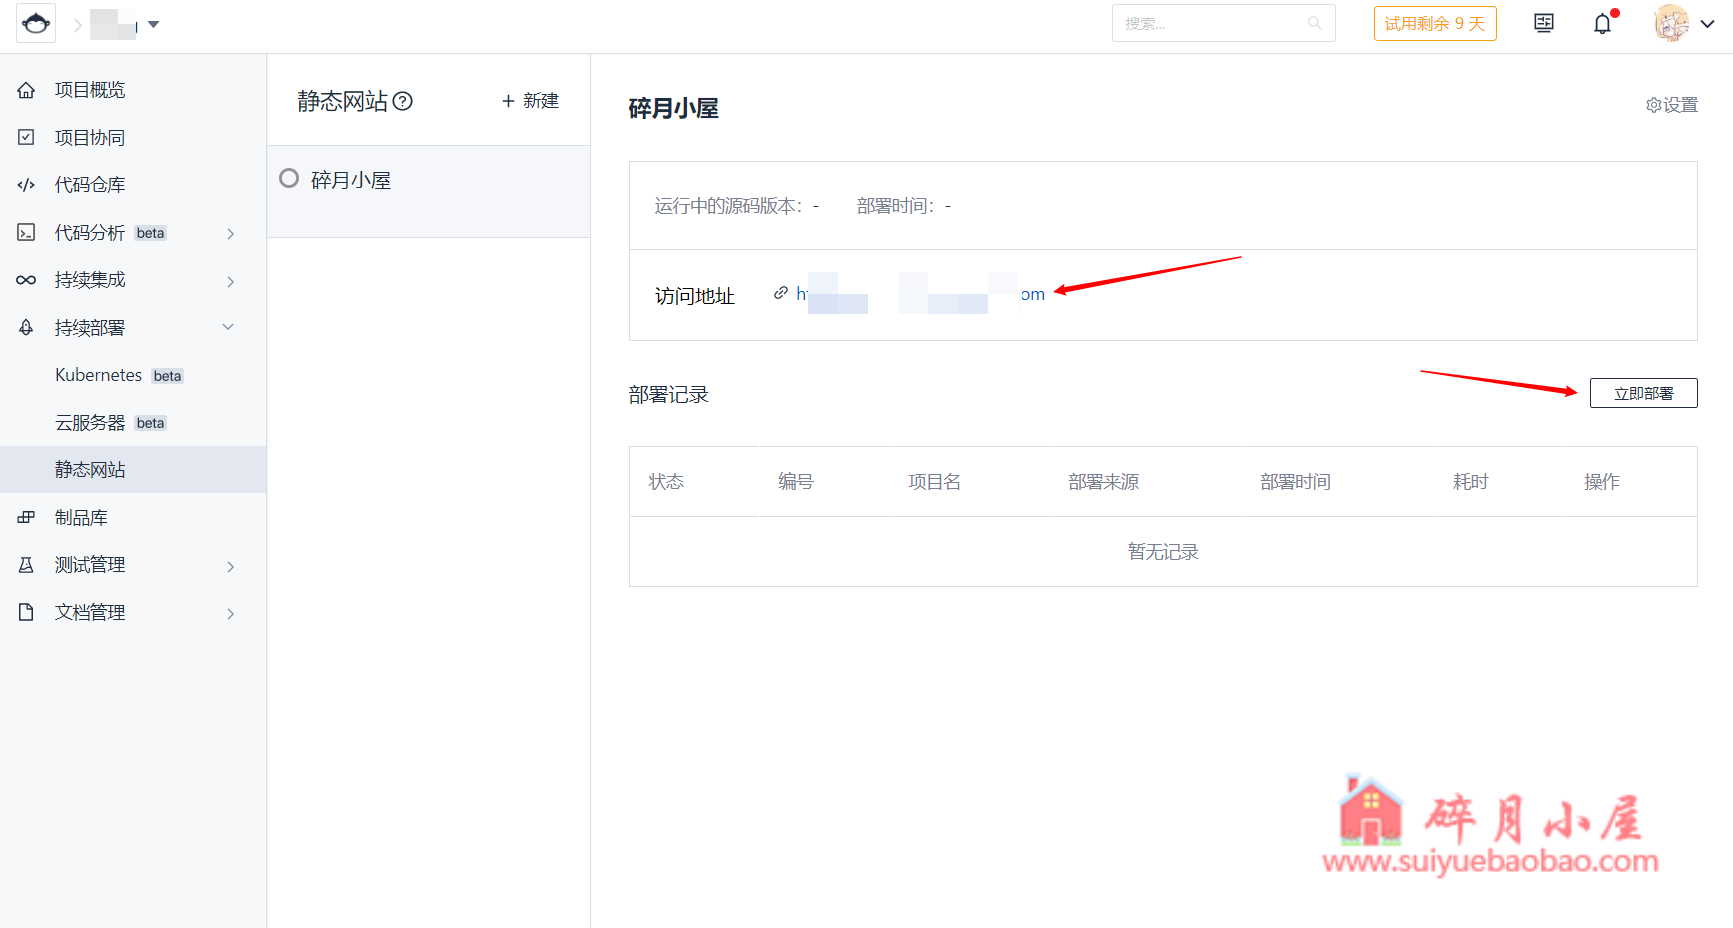 搜索...
试用剩余 9 天
项目概览
项目协同
代码仓库
代码分析 beta
持续集成
持续部署
Kubernetes beta
云服务器 beta
静态网站
制品库
测试管理
文档管理
静态网站
+ 新建
碎月小屋
碎月小屋
设置
运行中的源码版本： - 部署时间： -
访问地址 h om
部署记录
立即部署
状态 编号 项目名 部署来源 部署时间 耗时 操作
暂无记录
碎月小屋
www.suiyuebaobao.com